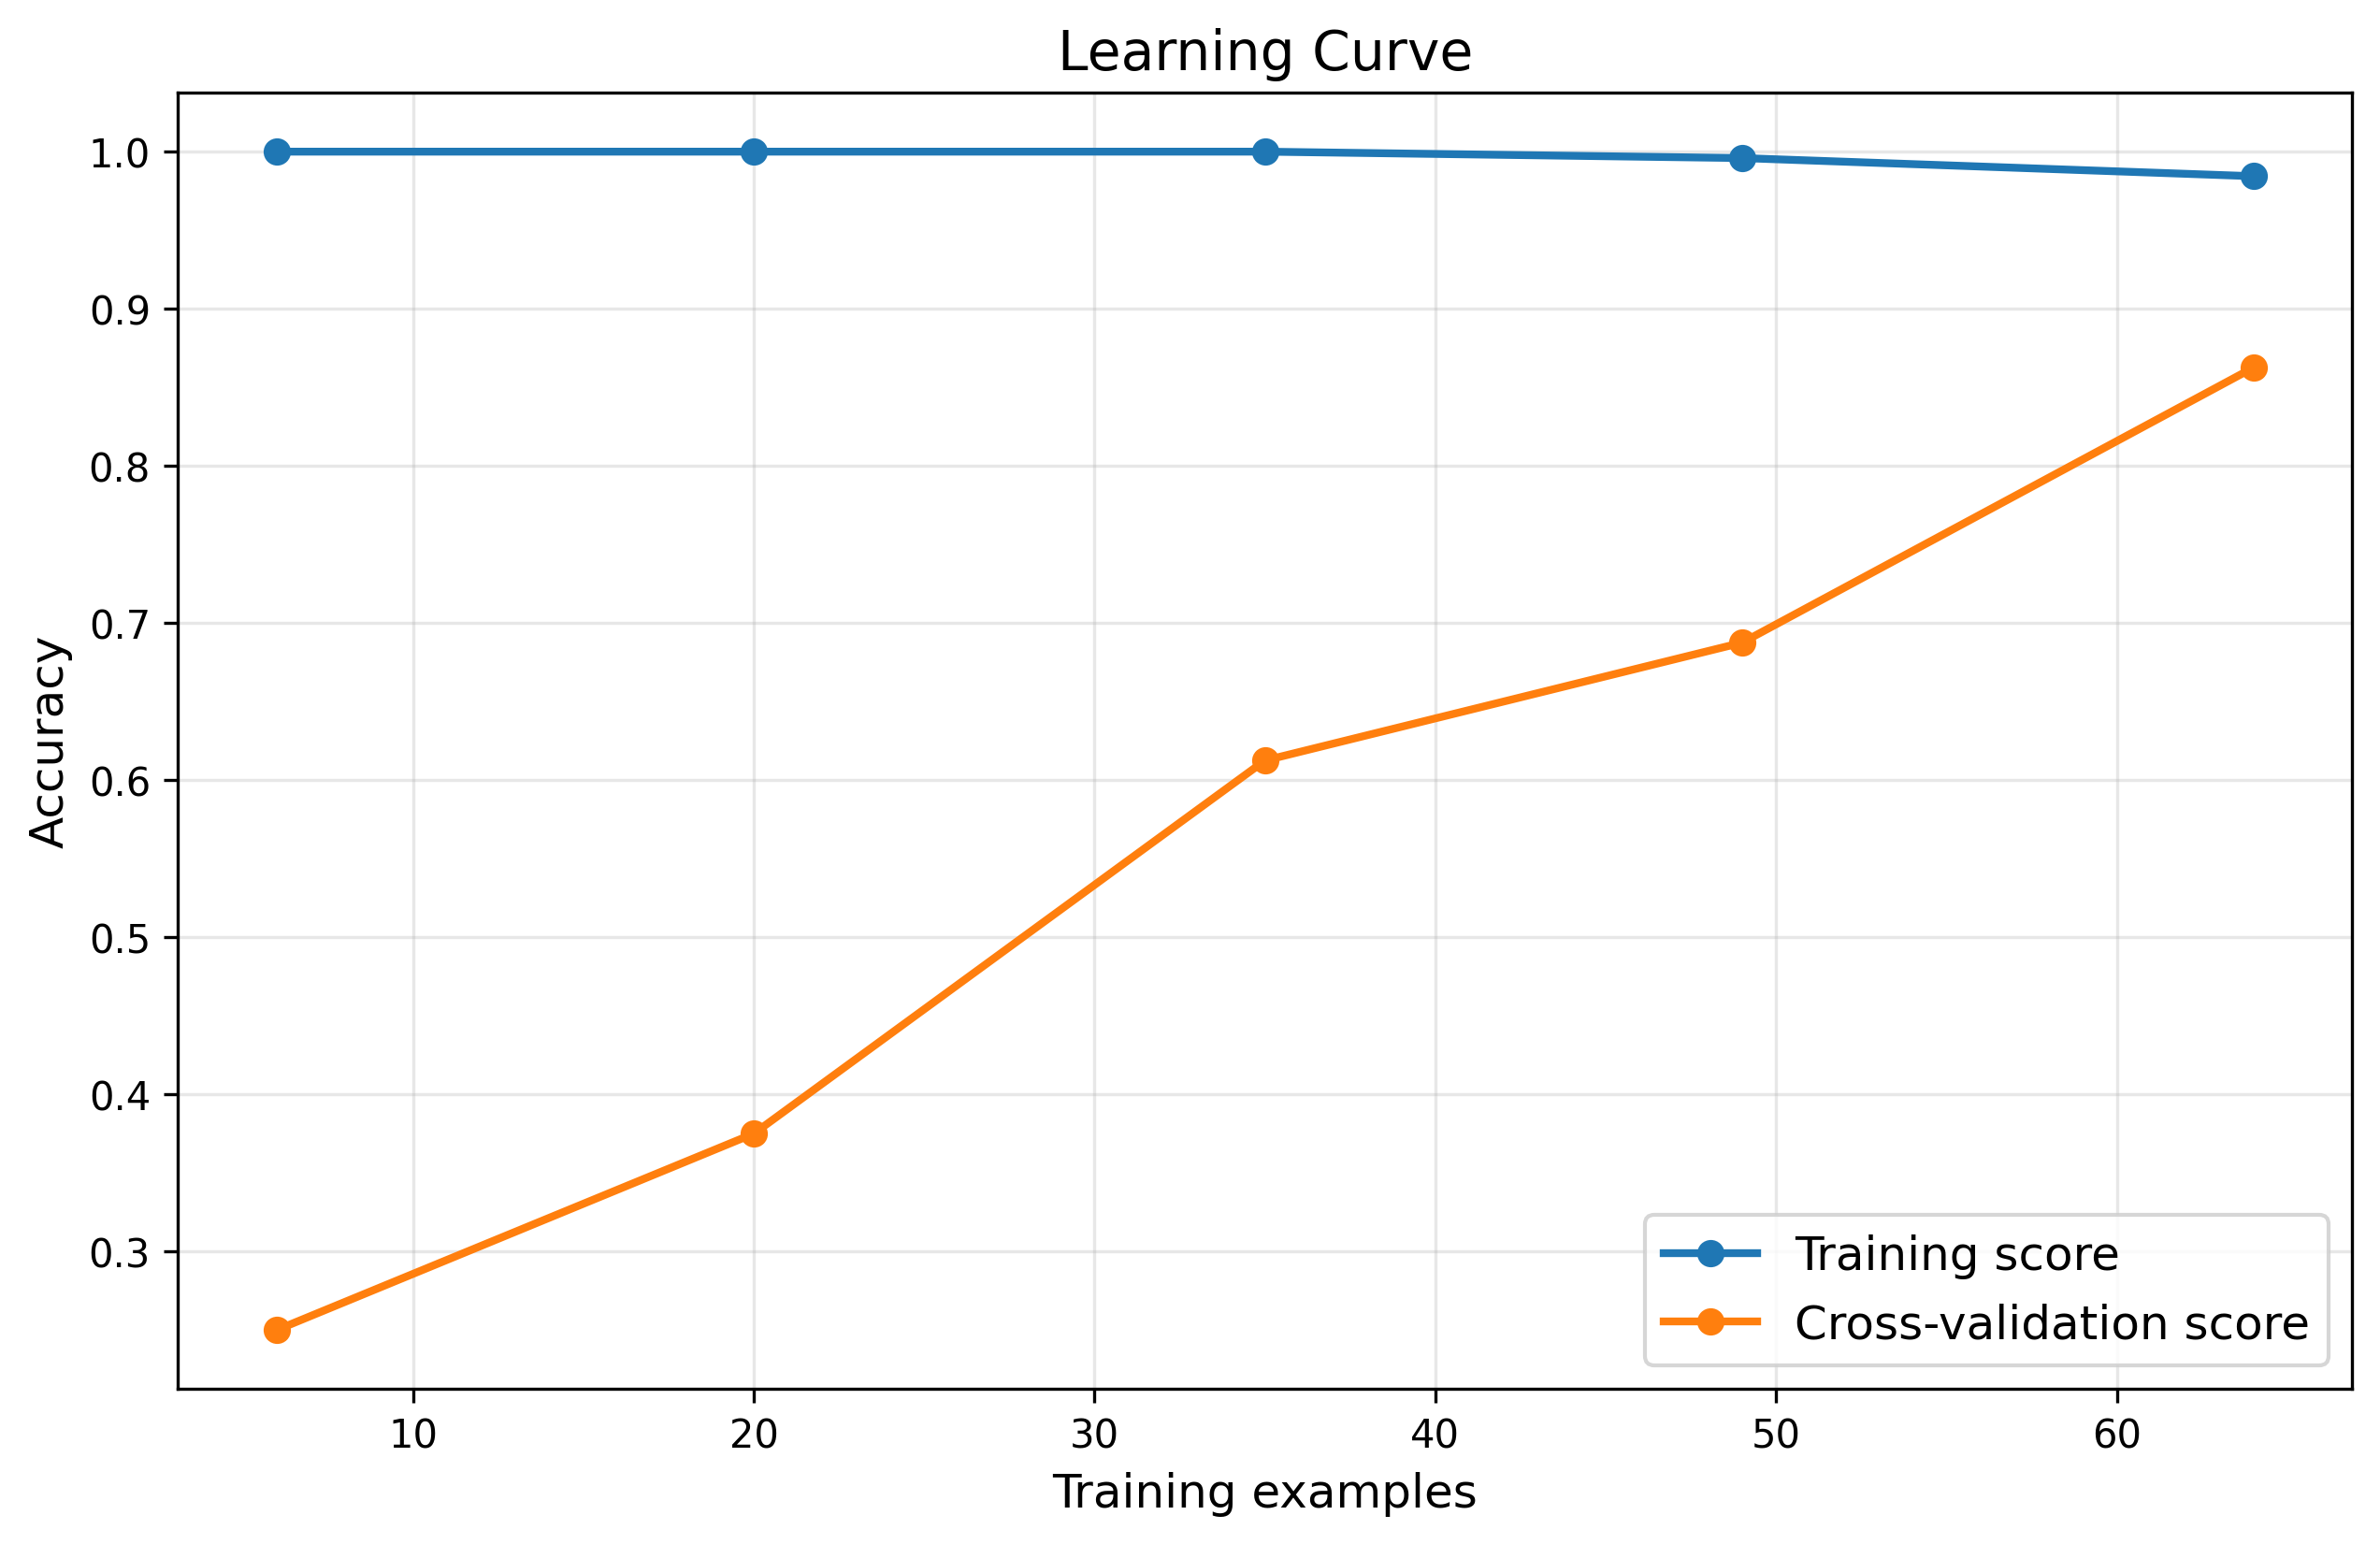 Learning Curve
1.0
0.9
0.8
0.7
0.6
0.5
0.4
0.3
Accuracy
Training score
Cross-validation score
10 20 30 40 50 60
Training examples